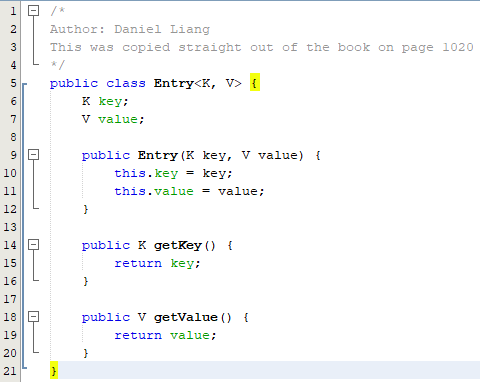 1 /*
2 Author: Daniel Liang
3 This was copied straight out of the book on page 1020
4 */
5 public class Entry<K, V> {
6     K key;
7     V value;
8
9     public Entry(K key, V value) {
10         this.key = key;
11         this.value = value;
12     }
13
14     public K getKey() {
15         return key;
16     }
17
18     public V getValue() {
19         return value;
20     }
21 }